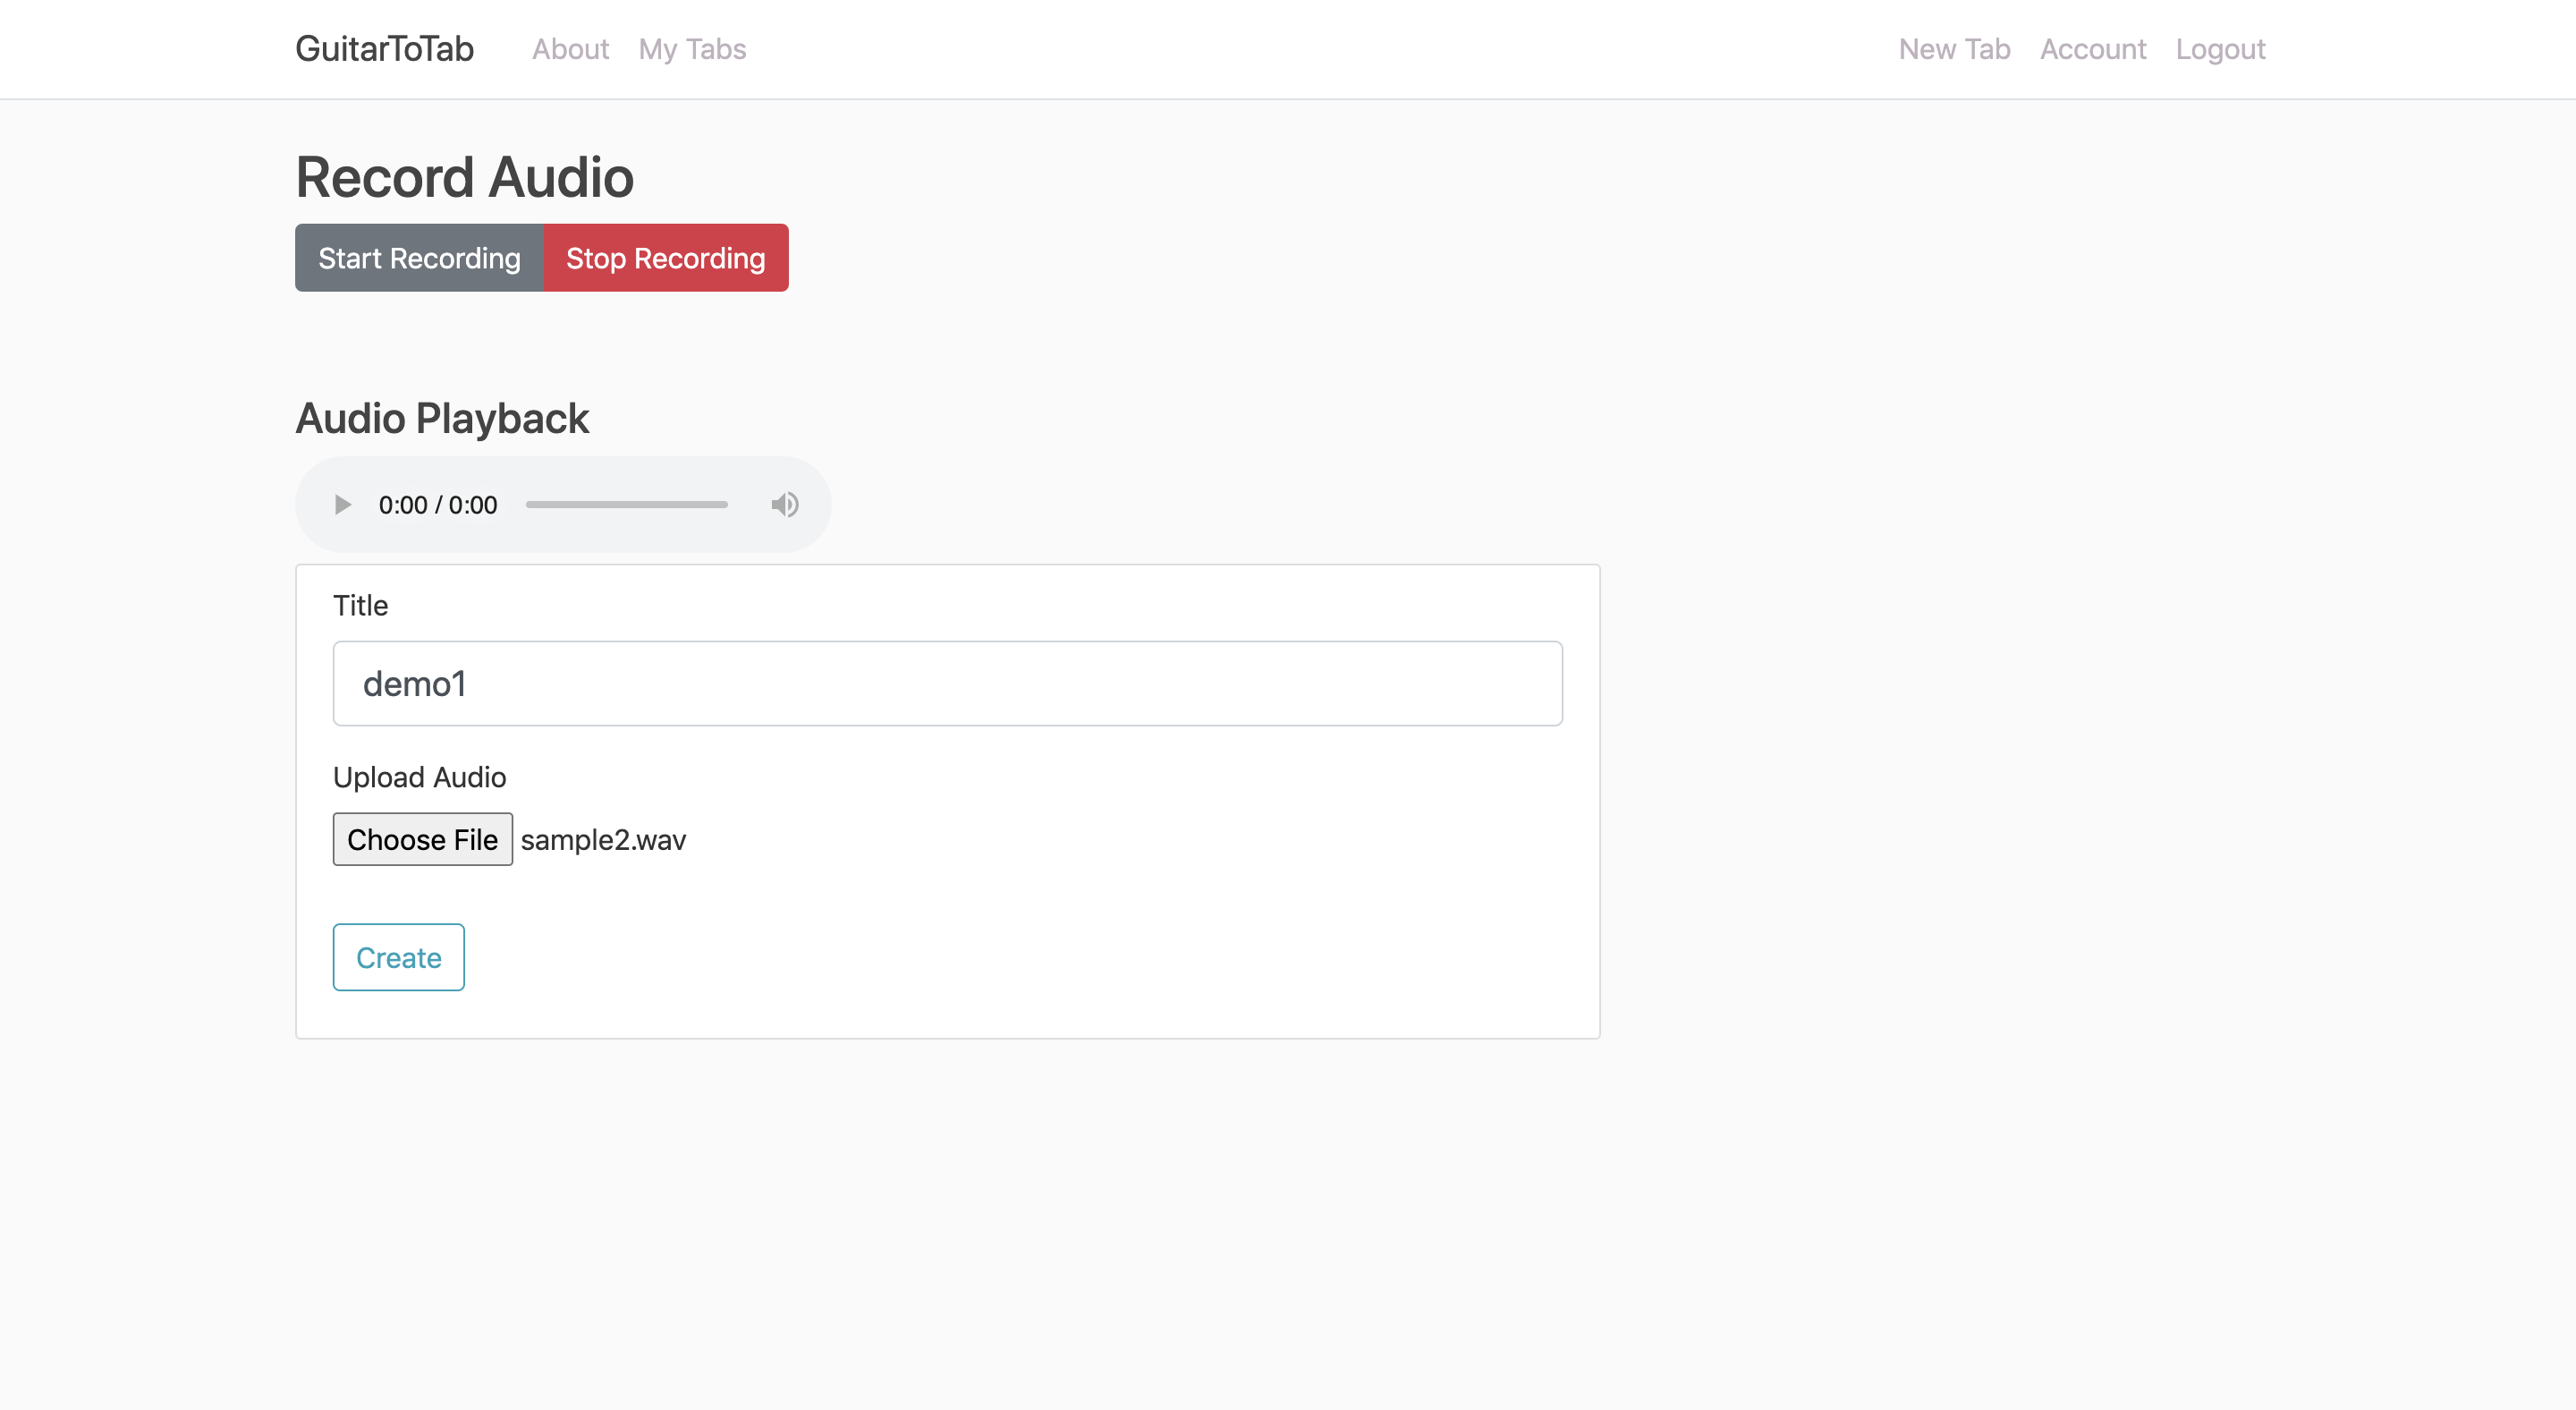 GuitarToTab About My Tabs New Tab Account Logout
Record Audio
Start Recording Stop Recording
Audio Playback
0:00 / 0:00
Title
demo1
Upload Audio
Choose File sample2.wav
Create